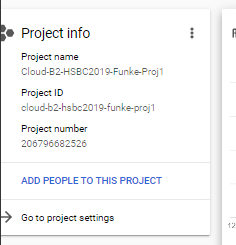 Project info
Project name
Cloud-B2-HSBC2019-Funke-Proj1
Project ID
cloud-b2-hsbc2019-funke-proj1
Project number
206796682526
ADD PEOPLE TO THIS PROJECT
Go to project settings
12